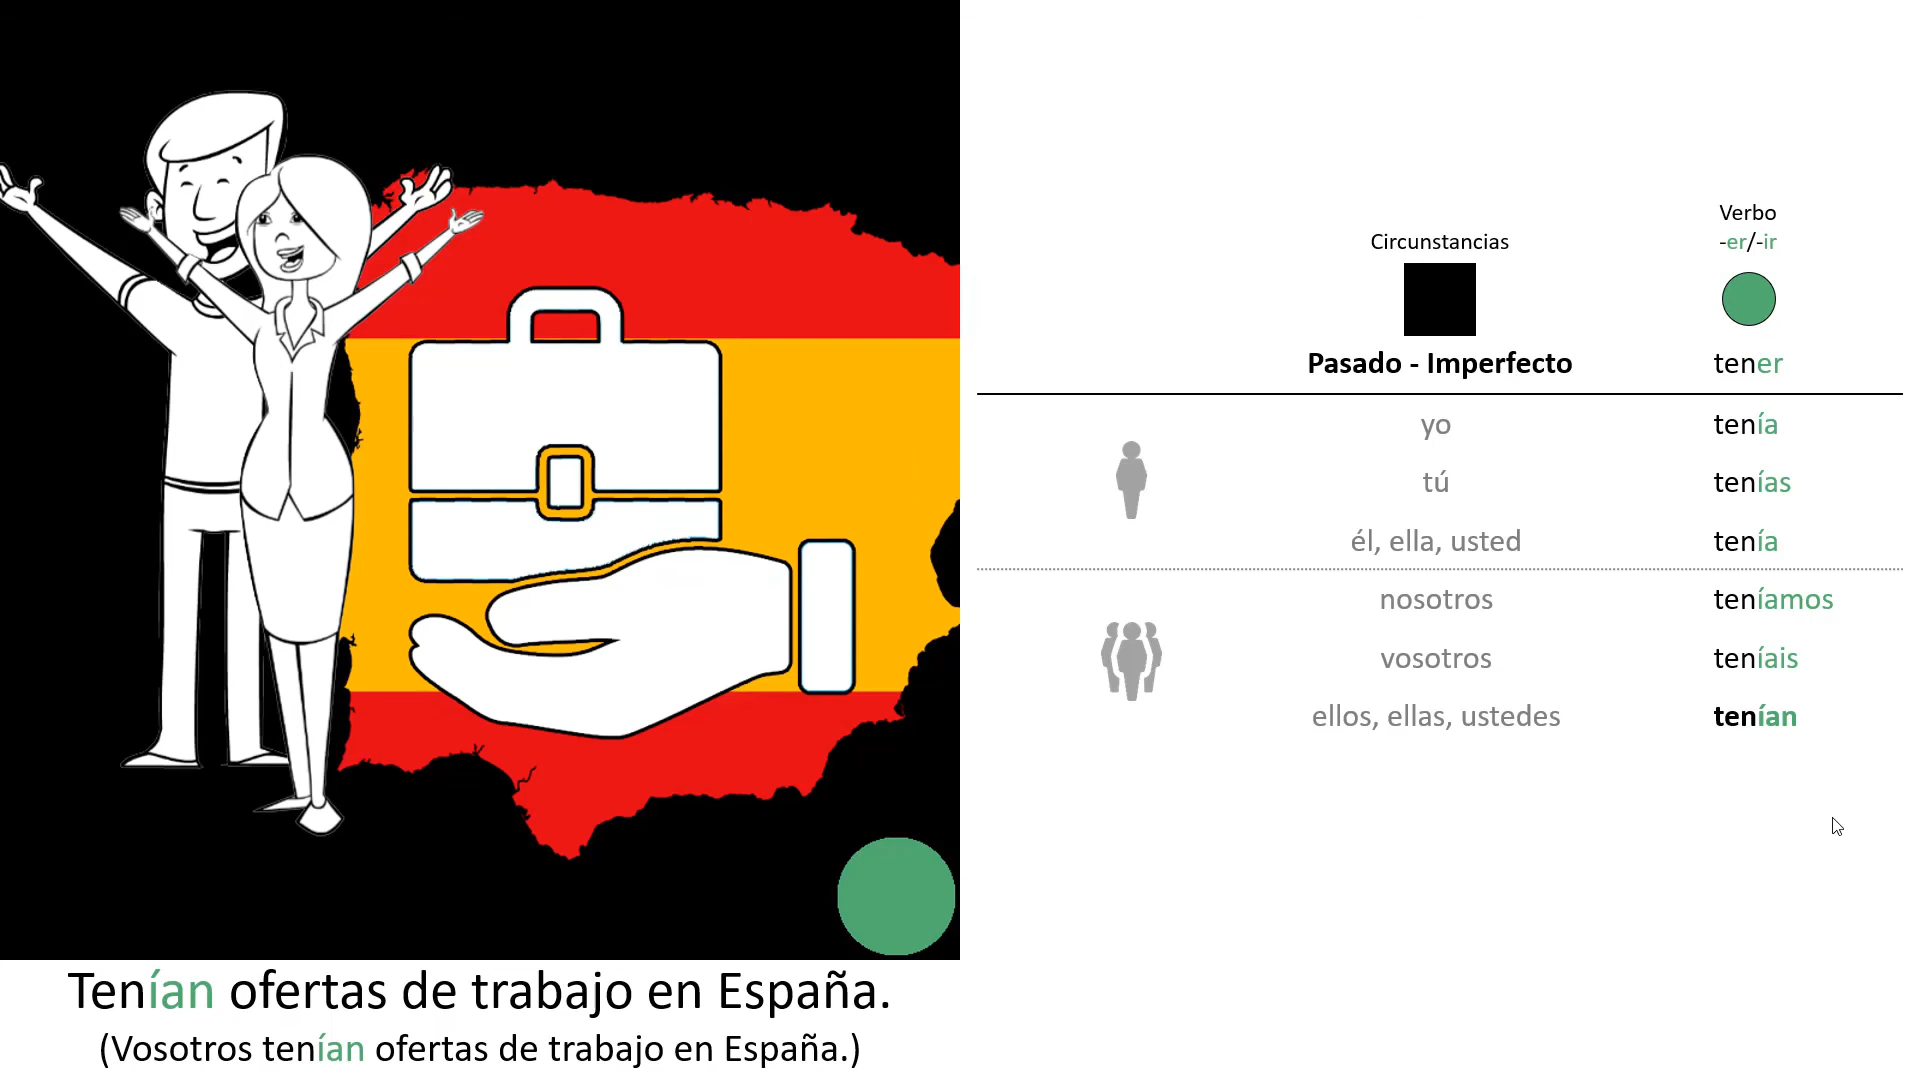 Tenían ofertas de trabajo en España.
(Vosotros tenían ofertas de trabajo en España.)
Circunstancias
Verbo
-er/-ir
Pasado - Imperfecto tener
yo tenía
tú tenías
él, ella, usted tenía
nosotros teníamos
vosotros teníais
ellos, ellas, ustedes tenían